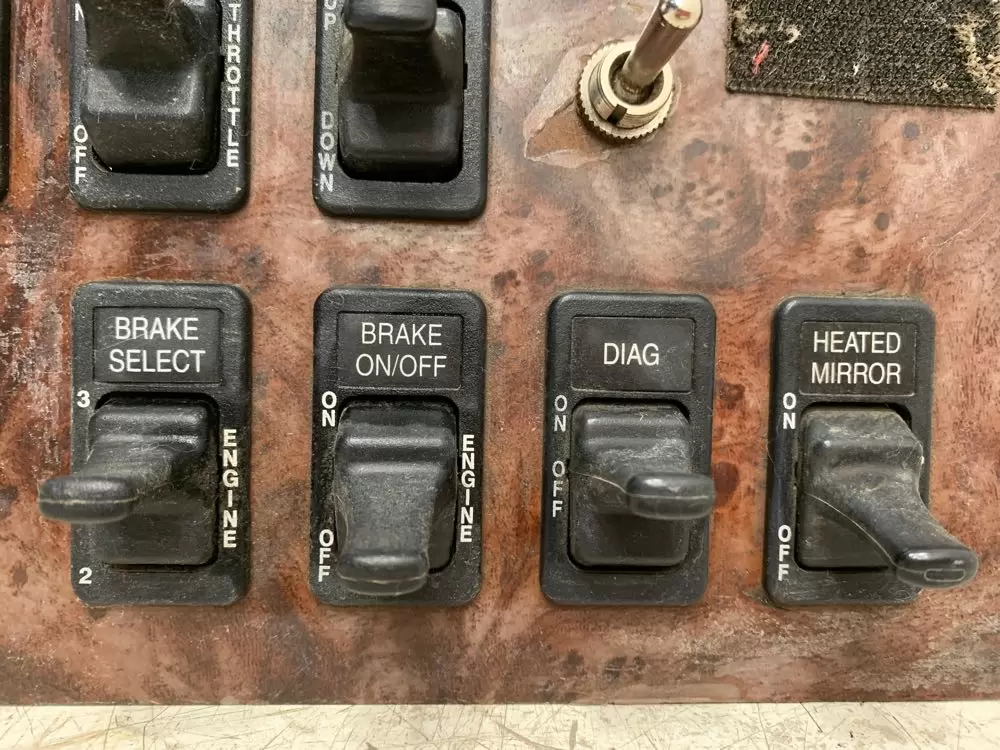 THROTTLE
OFF
UP
DOWN
BRAKE
SELECT
3
ENGINE
2
BRAKE
ON/OFF
ON
ENGINE
OFF
DIAG
ON
OFF
HEATED
MIRROR
ON
OFF